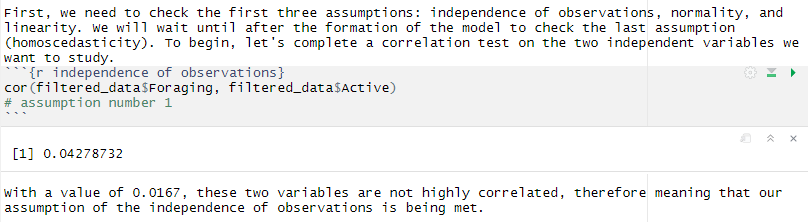 First, we need to check the first three assumptions: independence of observations, normality, and
linearity. We will wait until after the formation of the model to check the last assumption
(homoscedasticity). To begin, let's complete a correlation test on the two independent variables we
want to study.
```{r independence of observations}
cor(filtered_data$Foraging, filtered_data$Active)
# assumption number 1
```
[1] 0.04278732
With a value of 0.0167, these two variables are not highly correlated, therefore meaning that our
assumption of the independence of observations is being met.